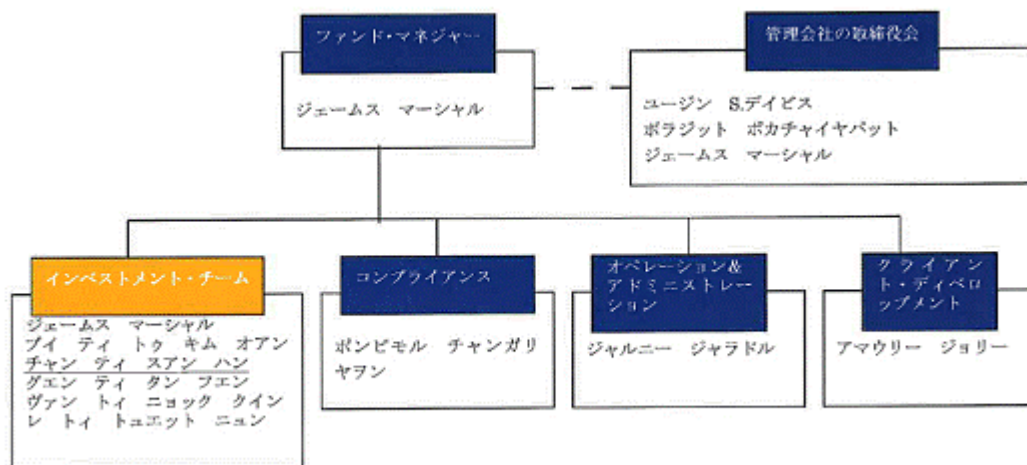 ファンド・マネジャー
ジェームス マーシャル
管理会社の取締役会
ユージン S.デイビス
ボラジット ボカチャイヤパット
ジェームス マーシャル
インベストメント・チーム
ジェームス マーシャル
ブイ ティ トゥ キム オアン
チャン ティ スアン ハン
グエン ティ タン フエン
ヴァン トィ ニョック クイン
レ トィ トュエット ニュン
コンプライアンス
ポンピモル チャンガリ
ヤヲン
オペレーション&
アドミニストレー
ション
ジャルニー ジャラドル
クライアン
ト・ディベロ
ップメント
アマウリー ジョリー